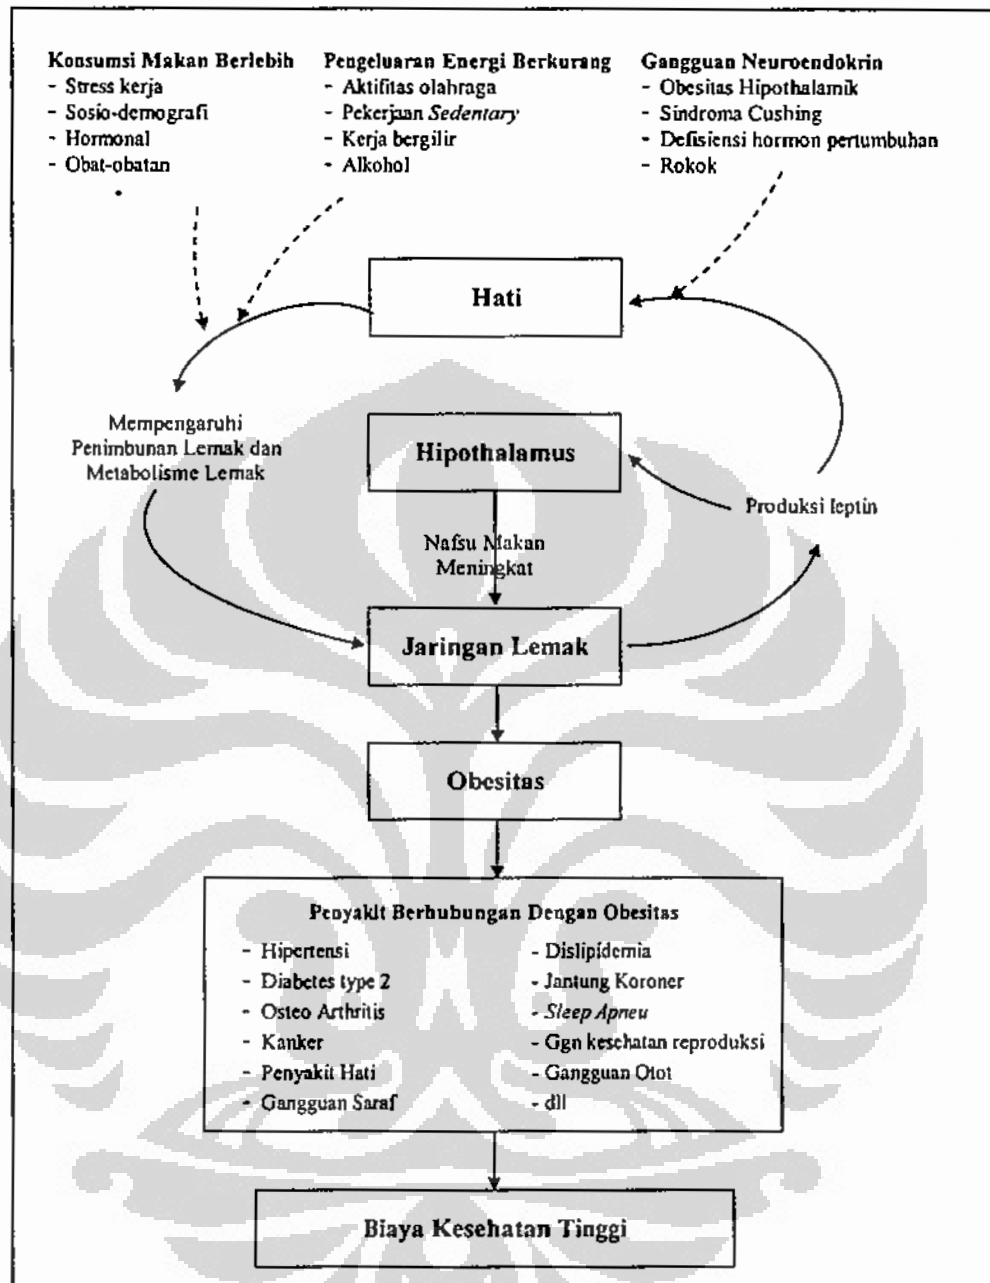 Konsumsi Makan Berlebih
- Stress kerja
- Sosio-demografi
- Hormonal
- Obat-obatan
Pengeluaran Energi Berkurang
- Aktifitas olahraga
- Pekerjaan Sedentary
- Kerja bergilir
- Alkohol
Gangguan Neuroendokrin
- Obesitas Hipothalamik
- Sindroma Cushing
- Defisiensi hormon pertumbuhan
- Rokok
Hati
Mempengaruhi
Penimbunan Lemak dan
Metabolisme Lemak
Hipothalamus
Produksi leptin
Nafsu Makan
Meningkat
Jaringan Lemak
Obesitas
Penyakit Berhubungan Dengan Obesitas
- Hipertensi
- Diabetes type 2
- Osteo Arthritis
- Kanker
- Penyakit Hati
- Gangguan Saraf
- Dislipidemia
- Jantung Koroner
- Sleep Apneu
- Ggn kesehatan reproduksi
- Gangguan Otot
- dll
Biaya Kesehatan Tinggi